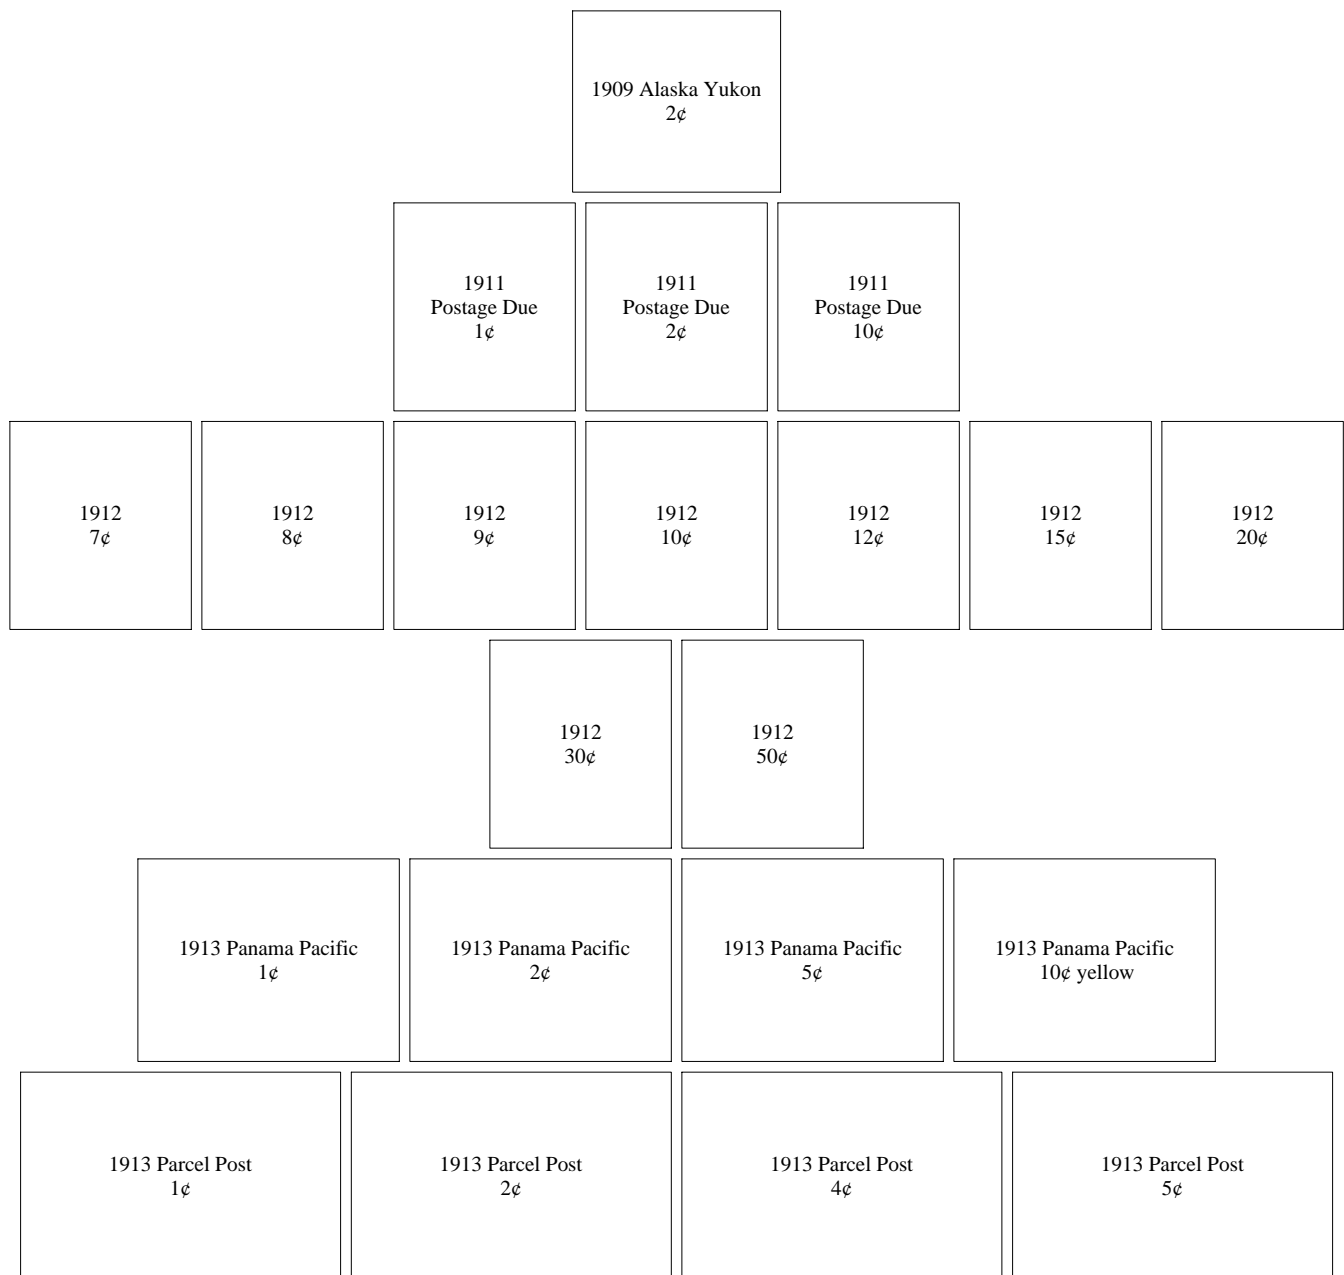 1909 Alaska Yukon
2¢
1911
Postage Due
1¢
1911
Postage Due
2¢
1911
Postage Due
10¢
1912
7¢
1912
8¢
1912
9¢
1912
10¢
1912
12¢
1912
15¢
1912
20¢
1912
30¢
1912
50¢
1913 Panama Pacific
1¢
1913 Panama Pacific
2¢
1913 Panama Pacific
5¢
1913 Panama Pacific
10¢ yellow
1913 Parcel Post
1¢
1913 Parcel Post
2¢
1913 Parcel Post
4¢
1913 Parcel Post
5¢